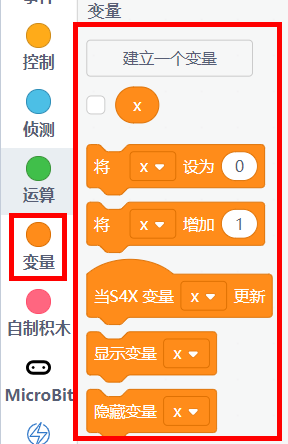 变量
控制
侦测
运算
变量
自制积木
MicroBit
建立一个变量
x
将 x 设为 0
将 x 增加 1
当S4X 变量 x 更新
显示变量 x
隐藏变量 x